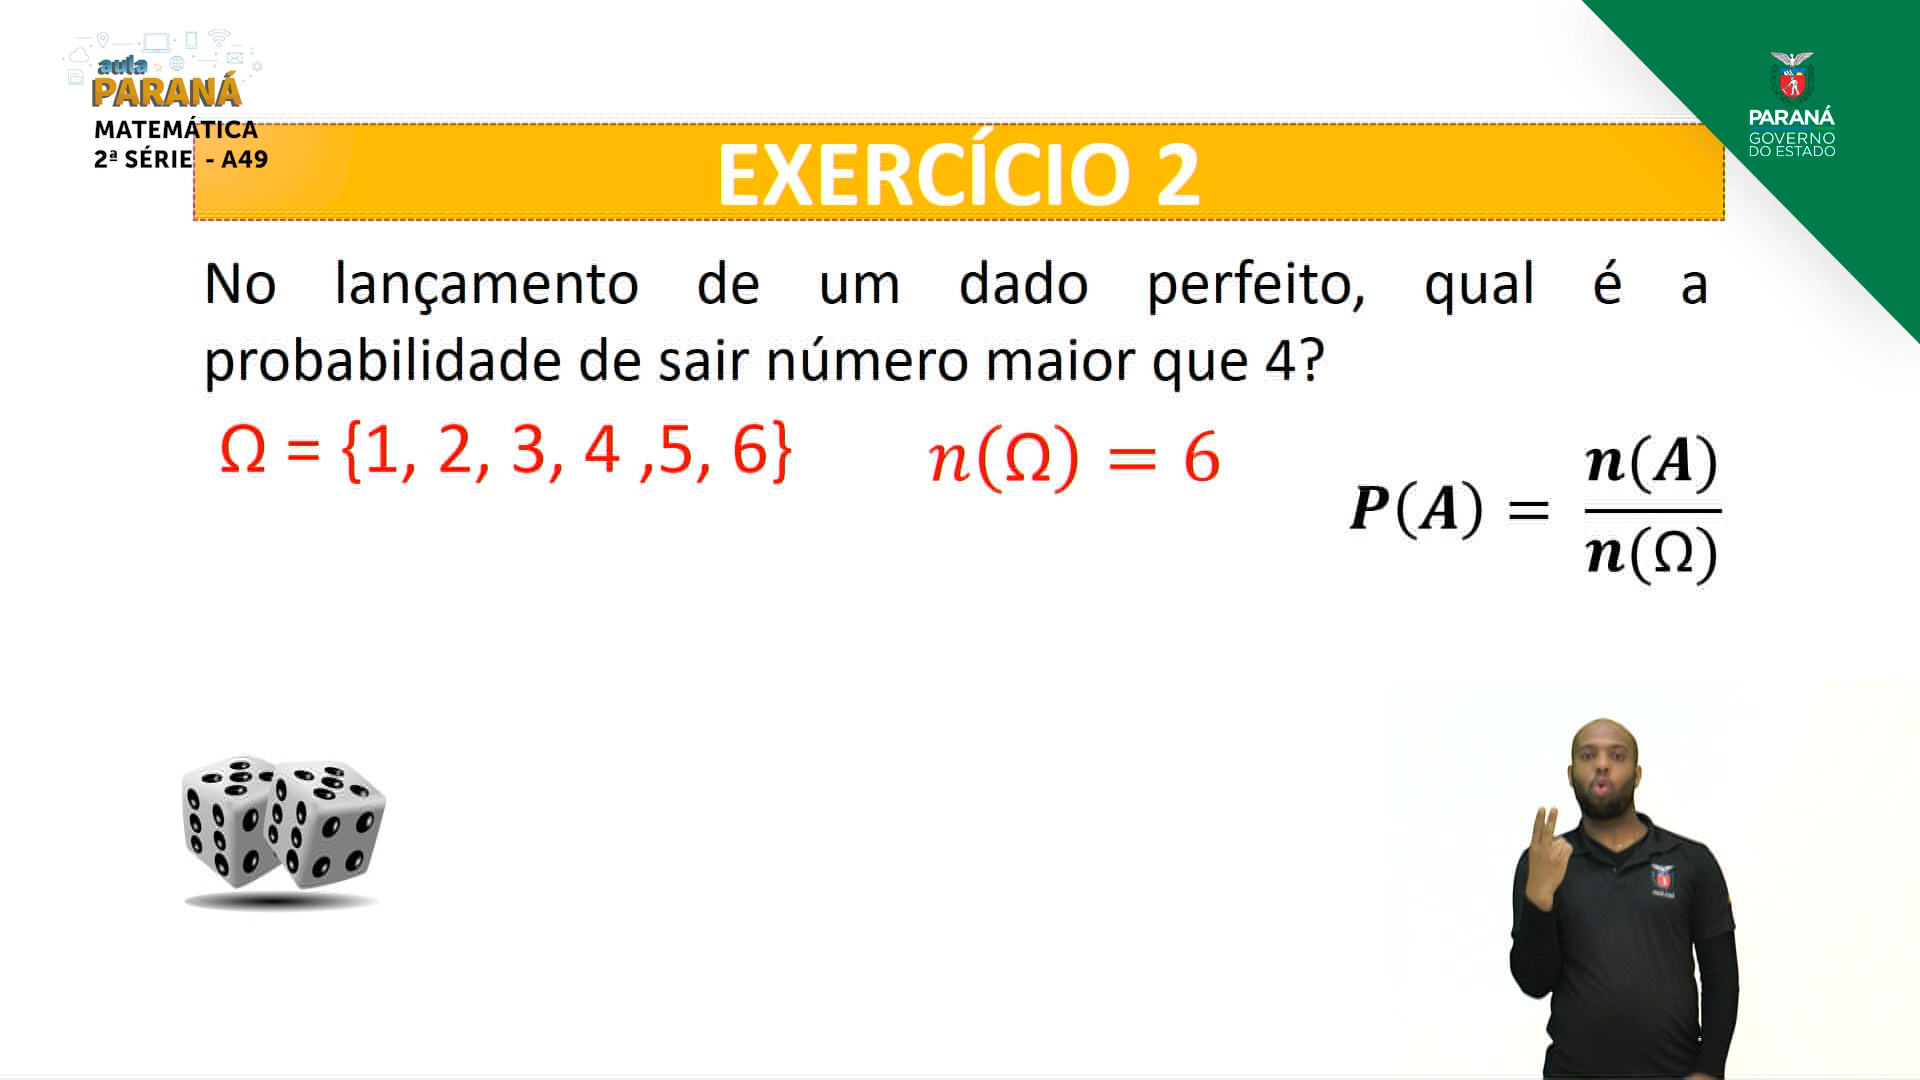 aula
PARANÁ
MATEMÁTICA
2ª SÉRIE - A49
PARANÁ
GOVERNO
DO ESTADO
EXERCÍCIO 2
No lançamento de um dado perfeito, qual é a
probabilidade de sair número maior que 4?
Ω = {1, 2, 3, 4 ,5, 6} n(Ω) = 6
P(A) = n(A)/n(Ω)